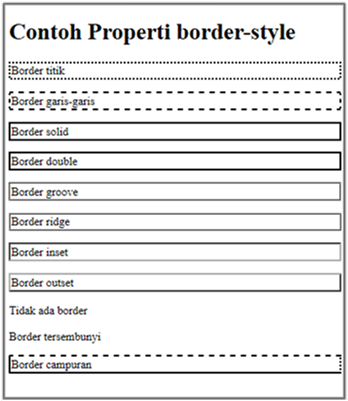 Contoh Properti border-style
Border titik
Border garis-garis
Border solid
Border double
Border groove
Border ridge
Border inset
Border outset
Tidak ada border
Border tersembunyi
Border campuran